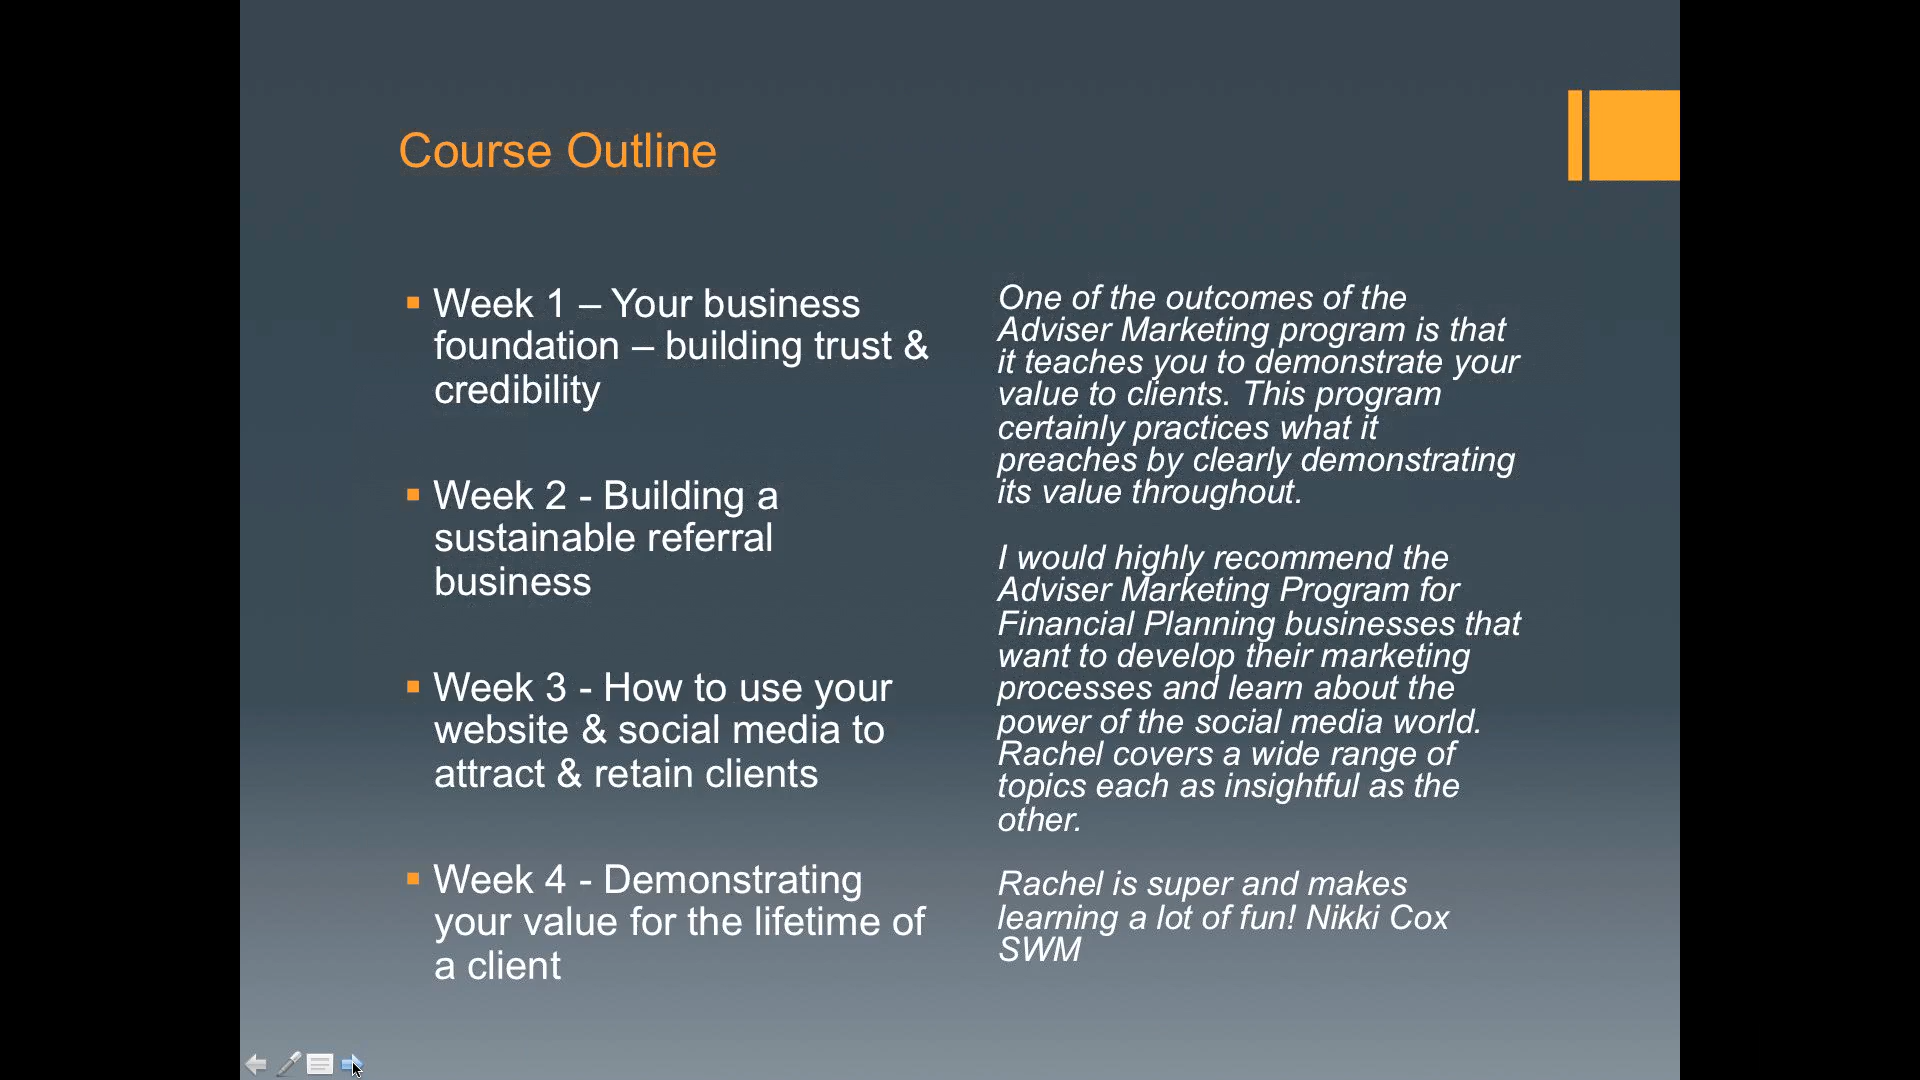 Course Outline
Week 1 – Your business
foundation – building trust &
credibility
Week 2 - Building a
sustainable referral
business
Week 3 - How to use your
website & social media to
attract & retain clients
Week 4 - Demonstrating
your value for the lifetime of
a client
One of the outcomes of the
Adviser Marketing program is that
it teaches you to demonstrate your
value to clients. This program
certainly practices what it
preaches by clearly demonstrating
its value throughout.
I would highly recommend the
Adviser Marketing Program for
Financial Planning businesses that
want to develop their marketing
processes and learn about the
power of the social media world.
Rachel covers a wide range of
topics each as insightful as the
other.
Rachel is super and makes
learning a lot of fun! Nikki Cox
SWM